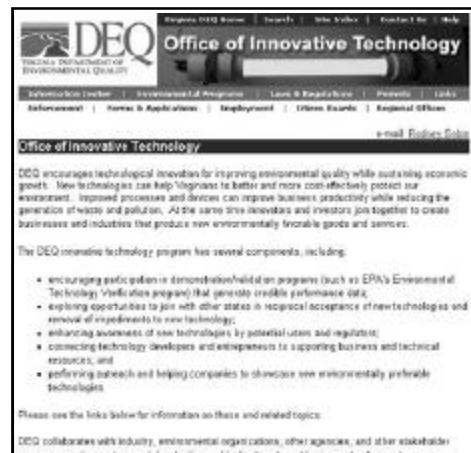 Virginia DEQ Home | Search | Site Index | Contact Us | Help
DEQ
Office of Innovative Technology
VIRGINIA DEPARTMENT OF
ENVIRONMENTAL QUALITY
Information Center | Environmental Programs | Laws & Regulations | Permits | Links
Enforcement | Forms & Applications | Employment | Citizen Boards | Regional Offices
e-mail Rodney
Office of Innovative Technology
DEQ encourages technological innovation for improving environmental quality while sustaining economic
growth. New technologies can help Virginians to better and more cost-effectively protect our
environment. Improved processes and devices can improve business productivity while reducing the
generation of waste and pollution. At the same time innovators and investors join together to create
businesses and industries that produce new environmentally favorable goods and services.
The DEQ innovative technology program has several components, including:
• encouraging participation in demonstration/validation programs (such as EPA's Environmental
Technology Verification program) that generate credible performance data;
• exploring opportunities to join with other states in reciprocal acceptance of new technologies and
removal of impediments to new technology;
• enhancing awareness of new technologies by potential users and regulators;
• connecting technology developers and entrepreneurs to supporting business and technical
resources; and
• performing outreach and helping companies to showcase new environmentally preferable
technologies.
Please see the links below for information on these and related topics:
DEQ collaborates with industry, environmental organizations, other agencies, and other stakeholder